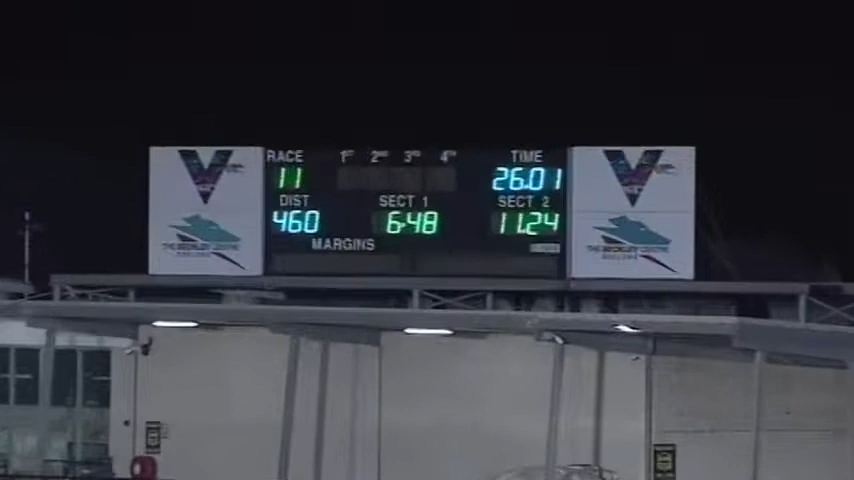 V
RACE 1ST 2ND 3RD 4TH TIME
11 26.01
DIST SECT 1 SECT 2
460 6.48 11.24
MARGINS
V